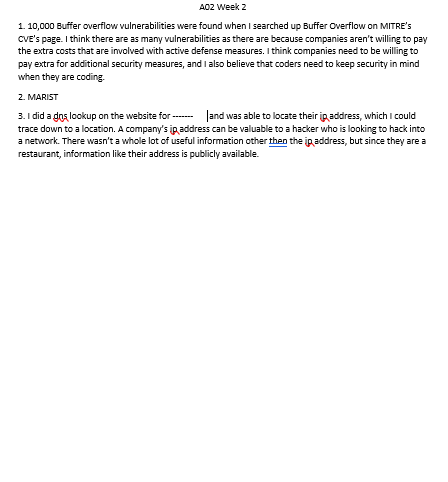 A02 Week 2
1. 10,000 Buffer overflow vulnerabilities were found when I searched up Buffer Overflow on MITRE's
CVE's page. I think there are as many vulnerabilities as there are because companies aren't willing to pay
the extra costs that are involved with active defense measures. I think companies need to be willing to
pay extra for additional security measures, and I also believe that coders need to keep security in mind
when they are coding.
2. MARIST
3. I did a dns lookup on the website for ------- and was able to locate their ip address, which I could
trace down to a location. A company's ip address can be valuable to a hacker who is looking to hack into
a network. There wasn't a whole lot of useful information other then the ip address, but since they are a
restaurant, information like their address is publicly available.